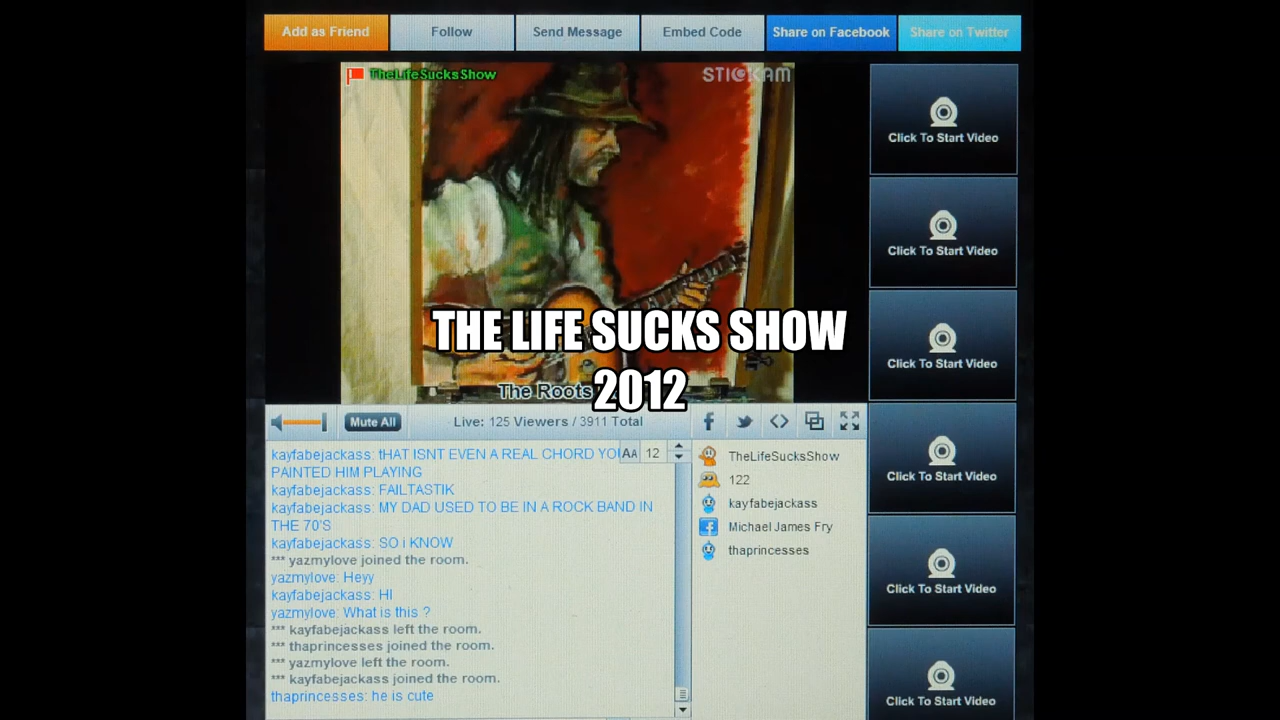 Add as Friend
Follow
Send Message
Embed Code
Share on Facebook
Share on Twitter
TheLifeSucksShow
STICKAM
Click To Start Video
Click To Start Video
Click To Start Video
Click To Start Video
Click To Start Video
Click To Start Video
THE LIFE SUCKS SHOW
2012
The Roots
Mute All
Live: 125 Viewers / 3911 Total
AA 12
kayfabejackass: tHAT ISNT EVEN A REAL CHORD YOU
PAINTED HIM PLAYING
kayfabejackass: FAILTASTIK
kayfabejackass: MY DAD USED TO BE IN A ROCK BAND IN
THE 70'S
kayfabejackass: SO i KNOW
*** yazmylove joined the room.
yazmylove: Heyy
kayfabejackass: HI
yazmylove: What is this ?
*** kayfabejackass left the room.
*** thaprincesses joined the room.
*** yazmylove left the room.
*** kayfabejackass joined the room.
thaprincesses: he is cute
TheLifeSucksShow
122
kayfabejackass
Michael James Fry
thaprincesses